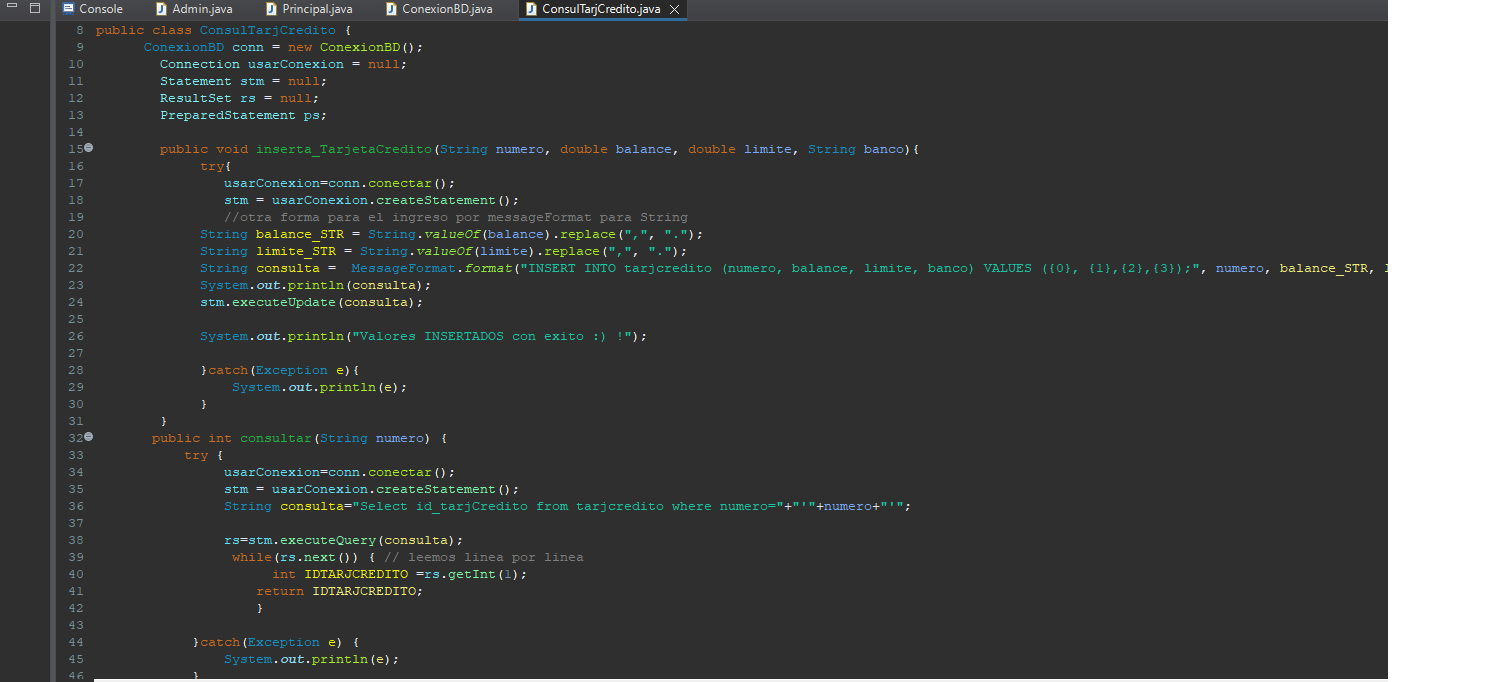 Console Admin.java Principal.java ConexionBD.java ConsulTarjCredito.java
8 public class ConsulTarjCredito {
9 ConexionBD conn = new ConexionBD();
10 Connection usarConexion = null;
11 Statement stm = null;
12 ResultSet rs = null;
13 PreparedStatement ps;
14
15 public void inserta_TarjetaCredito(String numero, double balance, double limite, String banco){
16 try{
17 usarConexion=conn.conectar();
18 stm = usarConexion.createStatement();
19 //otra forma para el ingreso por messageFormat para String
20 String balance_STR = String.valueOf(balance).replace(",", ".");
21 String limite_STR = String.valueOf(limite).replace(",", ".");
22 String consulta = MessageFormat.format("INSERT INTO tarjcredito (numero, balance, limite, banco) VALUES ({0}, {1},{2},{3});", numero, balance_STR,
23 System.out.println(consulta);
24 stm.executeUpdate(consulta);
25
26 System.out.println("Valores INSERTADOS con exito :) !");
27
28 }catch(Exception e){
29 System.out.println(e);
30 }
31 }
32 public int consultar(String numero) {
33 try {
34 usarConexion=conn.conectar();
35 stm = usarConexion.createStatement();
36 String consulta="Select id_tarjCredito from tarjcredito where numero="+"'"+numero+"'";
37
38 rs=stm.executeQuery(consulta);
39 while(rs.next()) { // leemos linea por linea
40 int IDTARJCREDITO =rs.getInt(1);
41 return IDTARJCREDITO;
42 }
43
44 }catch(Exception e) {
45 System.out.println(e);
46 }